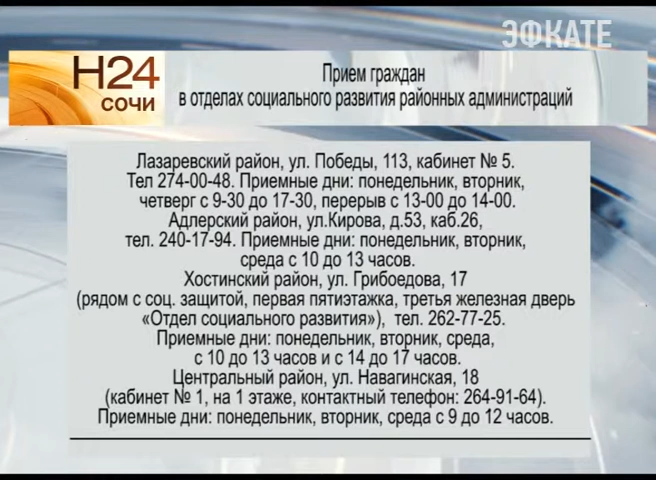 ЭФКАТЕ
Н24
СОЧИ
Прием граждан
в отделах социального развития районных администраций
Лазаревский район, ул. Победы, 113, кабинет № 5.
Тел 274-00-48. Приемные дни: понедельник, вторник,
четверг с 9-30 до 17-30, перерыв с 13-00 до 14-00.
Адлерский район, ул.Кирова, д.53, каб.26,
тел. 240-17-94. Приемные дни: понедельник, вторник,
среда с 10 до 13 часов.
Хостинский район, ул. Грибоедова, 17
(рядом с соц. защитой, первая пятиэтажка, третья железная дверь
«Отдел социального развития»), тел. 262-77-25.
Приемные дни: понедельник, вторник, среда,
с 10 до 13 часов и с 14 до 17 часов.
Центральный район, ул. Навагинская, 18
(кабинет № 1, на 1 этаже, контактный телефон: 264-91-64).
Приемные дни: понедельник, вторник, среда с 9 до 12 часов.